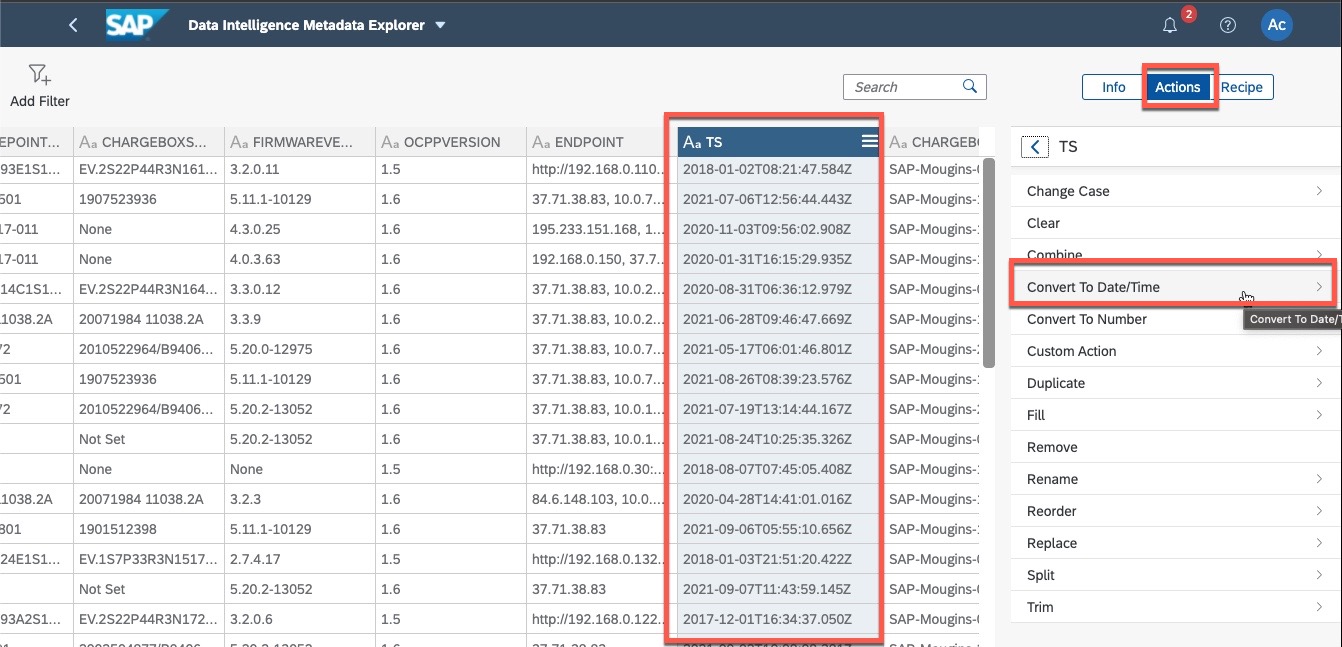 SAP Data Intelligence Metadata Explorer 2 Ac
Add Filter Search Info Actions Recipe
EPOINT... Aa CHARGEBOXS... Aa FIRMWAREVE... Aa OCPPVERSION Aa ENDPOINT Aa TS Aa CHARGEB
93E1S1... EV.2S22P44R3N161... 3.2.0.11 1.5 http://192.168.0.110... 2018-01-02T08:21:47.584Z SAP-Mougins-
501 1907523936 5.11.1-10129 1.6 37.71.38.83, 10.0.7... 2021-07-06T12:56:44.443Z SAP-Mougins-
17-011 None 4.3.0.25 1.6 195.233.151.168, 1... 2020-11-03T09:56:02.908Z SAP-Mougins-
17-011 None 4.0.3.63 1.6 192.168.0.150, 37.7... 2020-01-31T16:15:29.935Z SAP-Mougins-
14C1S1... EV.2S22P44R3N164... 3.3.0.12 1.6 37.71.38.83, 10.0.2... 2020-08-31T06:36:12.979Z SAP-Mougins-
11038.2A 20071984 11038.2A 3.3.9 1.6 37.71.38.83, 10.0.0... 2021-06-28T09:46:47.669Z SAP-Mougins-
72 2010522964/B9406... 5.20.0-12975 1.6 37.71.38.83, 10.0.7... 2021-05-17T06:01:46.801Z SAP-Mougins-
501 1907523936 5.11.1-10129 1.6 37.71.38.83, 10.0.7... 2021-08-26T08:39:23.576Z SAP-Mougins-
72 2010522964/B9406... 5.20.2-13052 1.6 37.71.38.83, 10.0.1... 2021-07-19T13:14:44.167Z SAP-Mougins-
Not Set 5.20.2-13052 1.6 37.71.38.83, 10.0.1... 2021-08-24T10:25:35.326Z SAP-Mougins-
None None 1.5 http://192.168.0.30:... 2018-08-07T07:45:05.408Z SAP-Mougins-
11038.2A 20071984 11038.2A 3.2.3 1.6 84.6.148.103, 10.0.... 2020-04-28T14:41:01.016Z SAP-Mougins-
801 1901512398 5.11.1-10129 1.6 37.71.38.83 2021-09-06T05:55:10.656Z SAP-Mougins-
24E1S1... EV.1S7P33R3N1517... 2.7.4.17 1.5 http://192.168.0.132... 2018-01-03T21:51:20.422Z SAP-Mougins-
Not Set 5.20.2-13052 1.6 37.71.38.83 2021-09-07T11:43:59.145Z SAP-Mougins-
93A2S1... EV.2S22P44R3N172... 3.2.0.6 1.5 http://192.168.0.122... 2017-12-01T16:34:37.050Z SAP-Mougins-
TS
Change Case
Clear
Combine
Convert To Date/Time
Convert To Number
Convert To Date/T
Custom Action
Duplicate
Fill
Remove
Rename
Reorder
Replace
Split
Trim